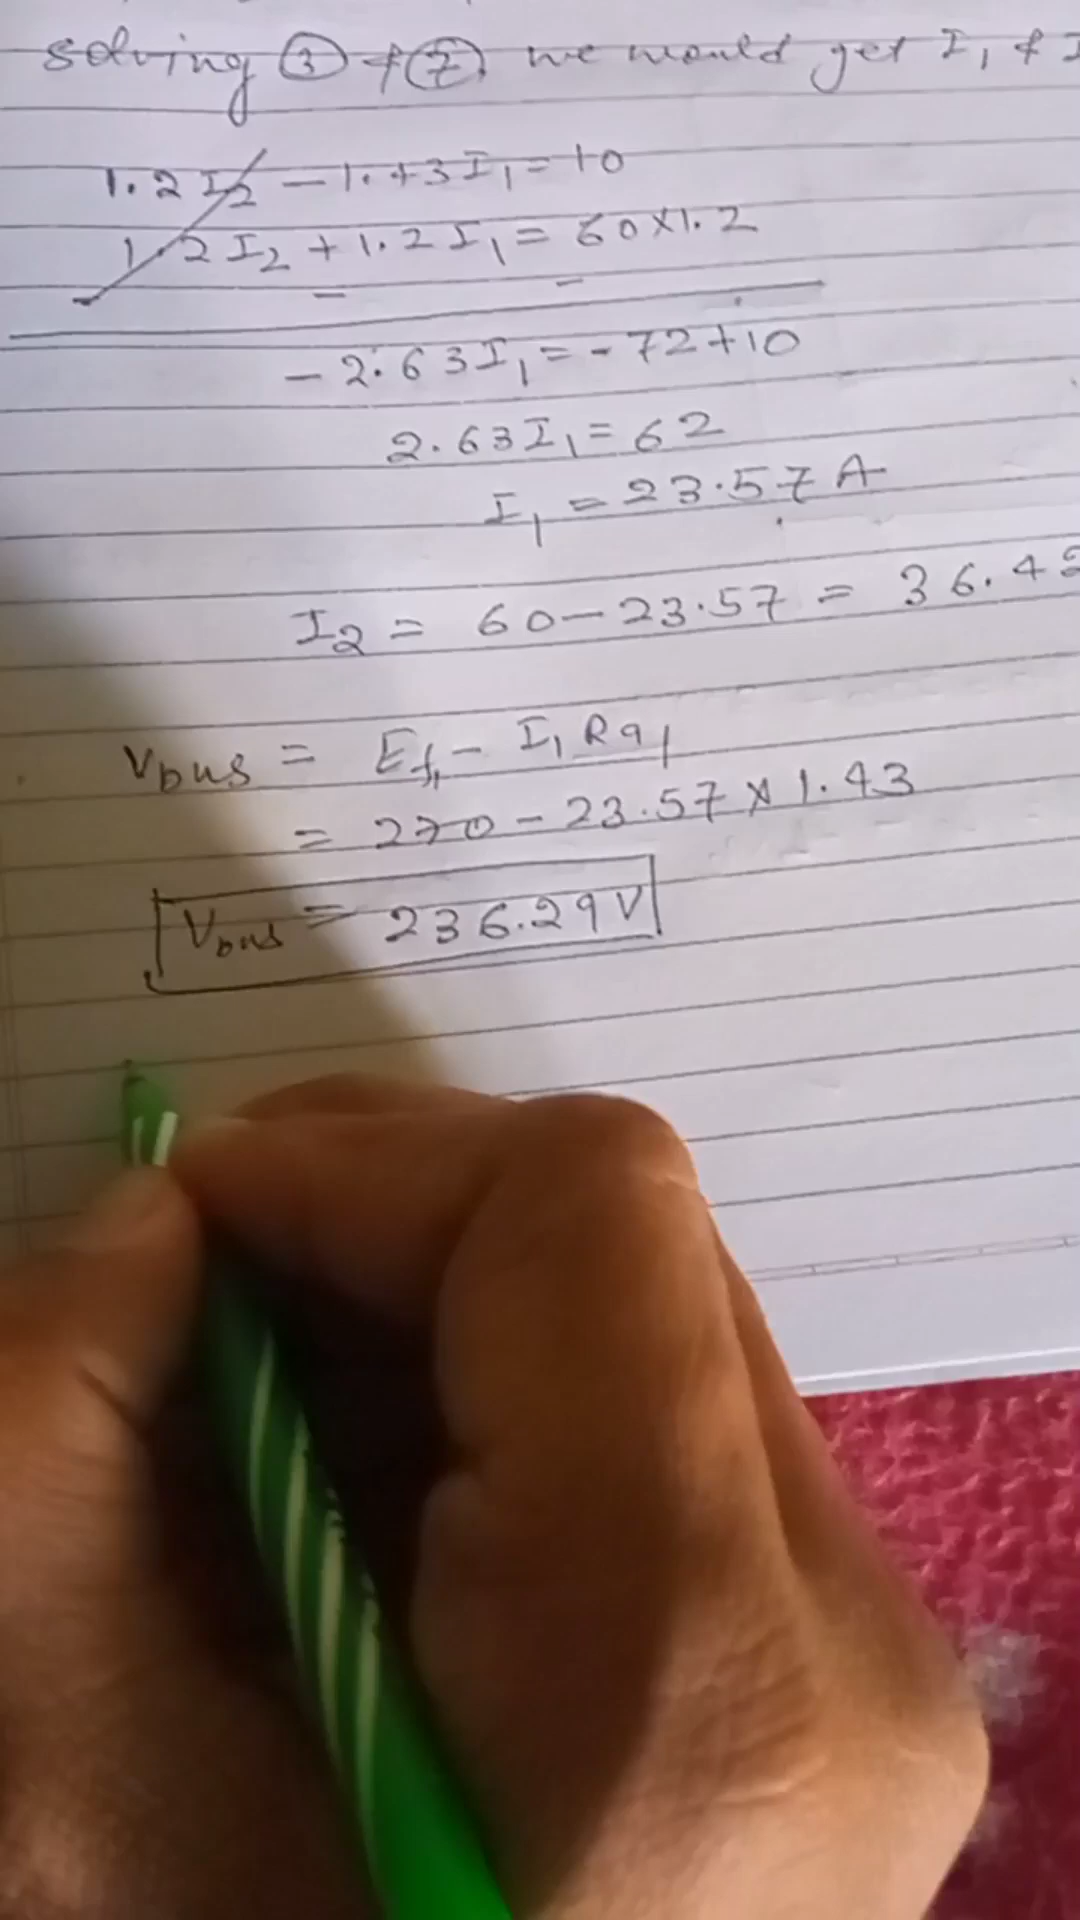 solving ③ & ⑦ we would get I₁ & I
1.2I₂ - 1.43I₁ = 10
1.2I₂ + 1.2I₁ = 60×1.2
- -
-2.63I₁ = -72+10
2.63I₁ = 62
I₁ = 23.57 A
I₂ = 60-23.57 = 36.42
Vbus = Ef₁ - I₁Ra₁
= 270 - 23.57 × 1.43
Vbus = 236.29 V